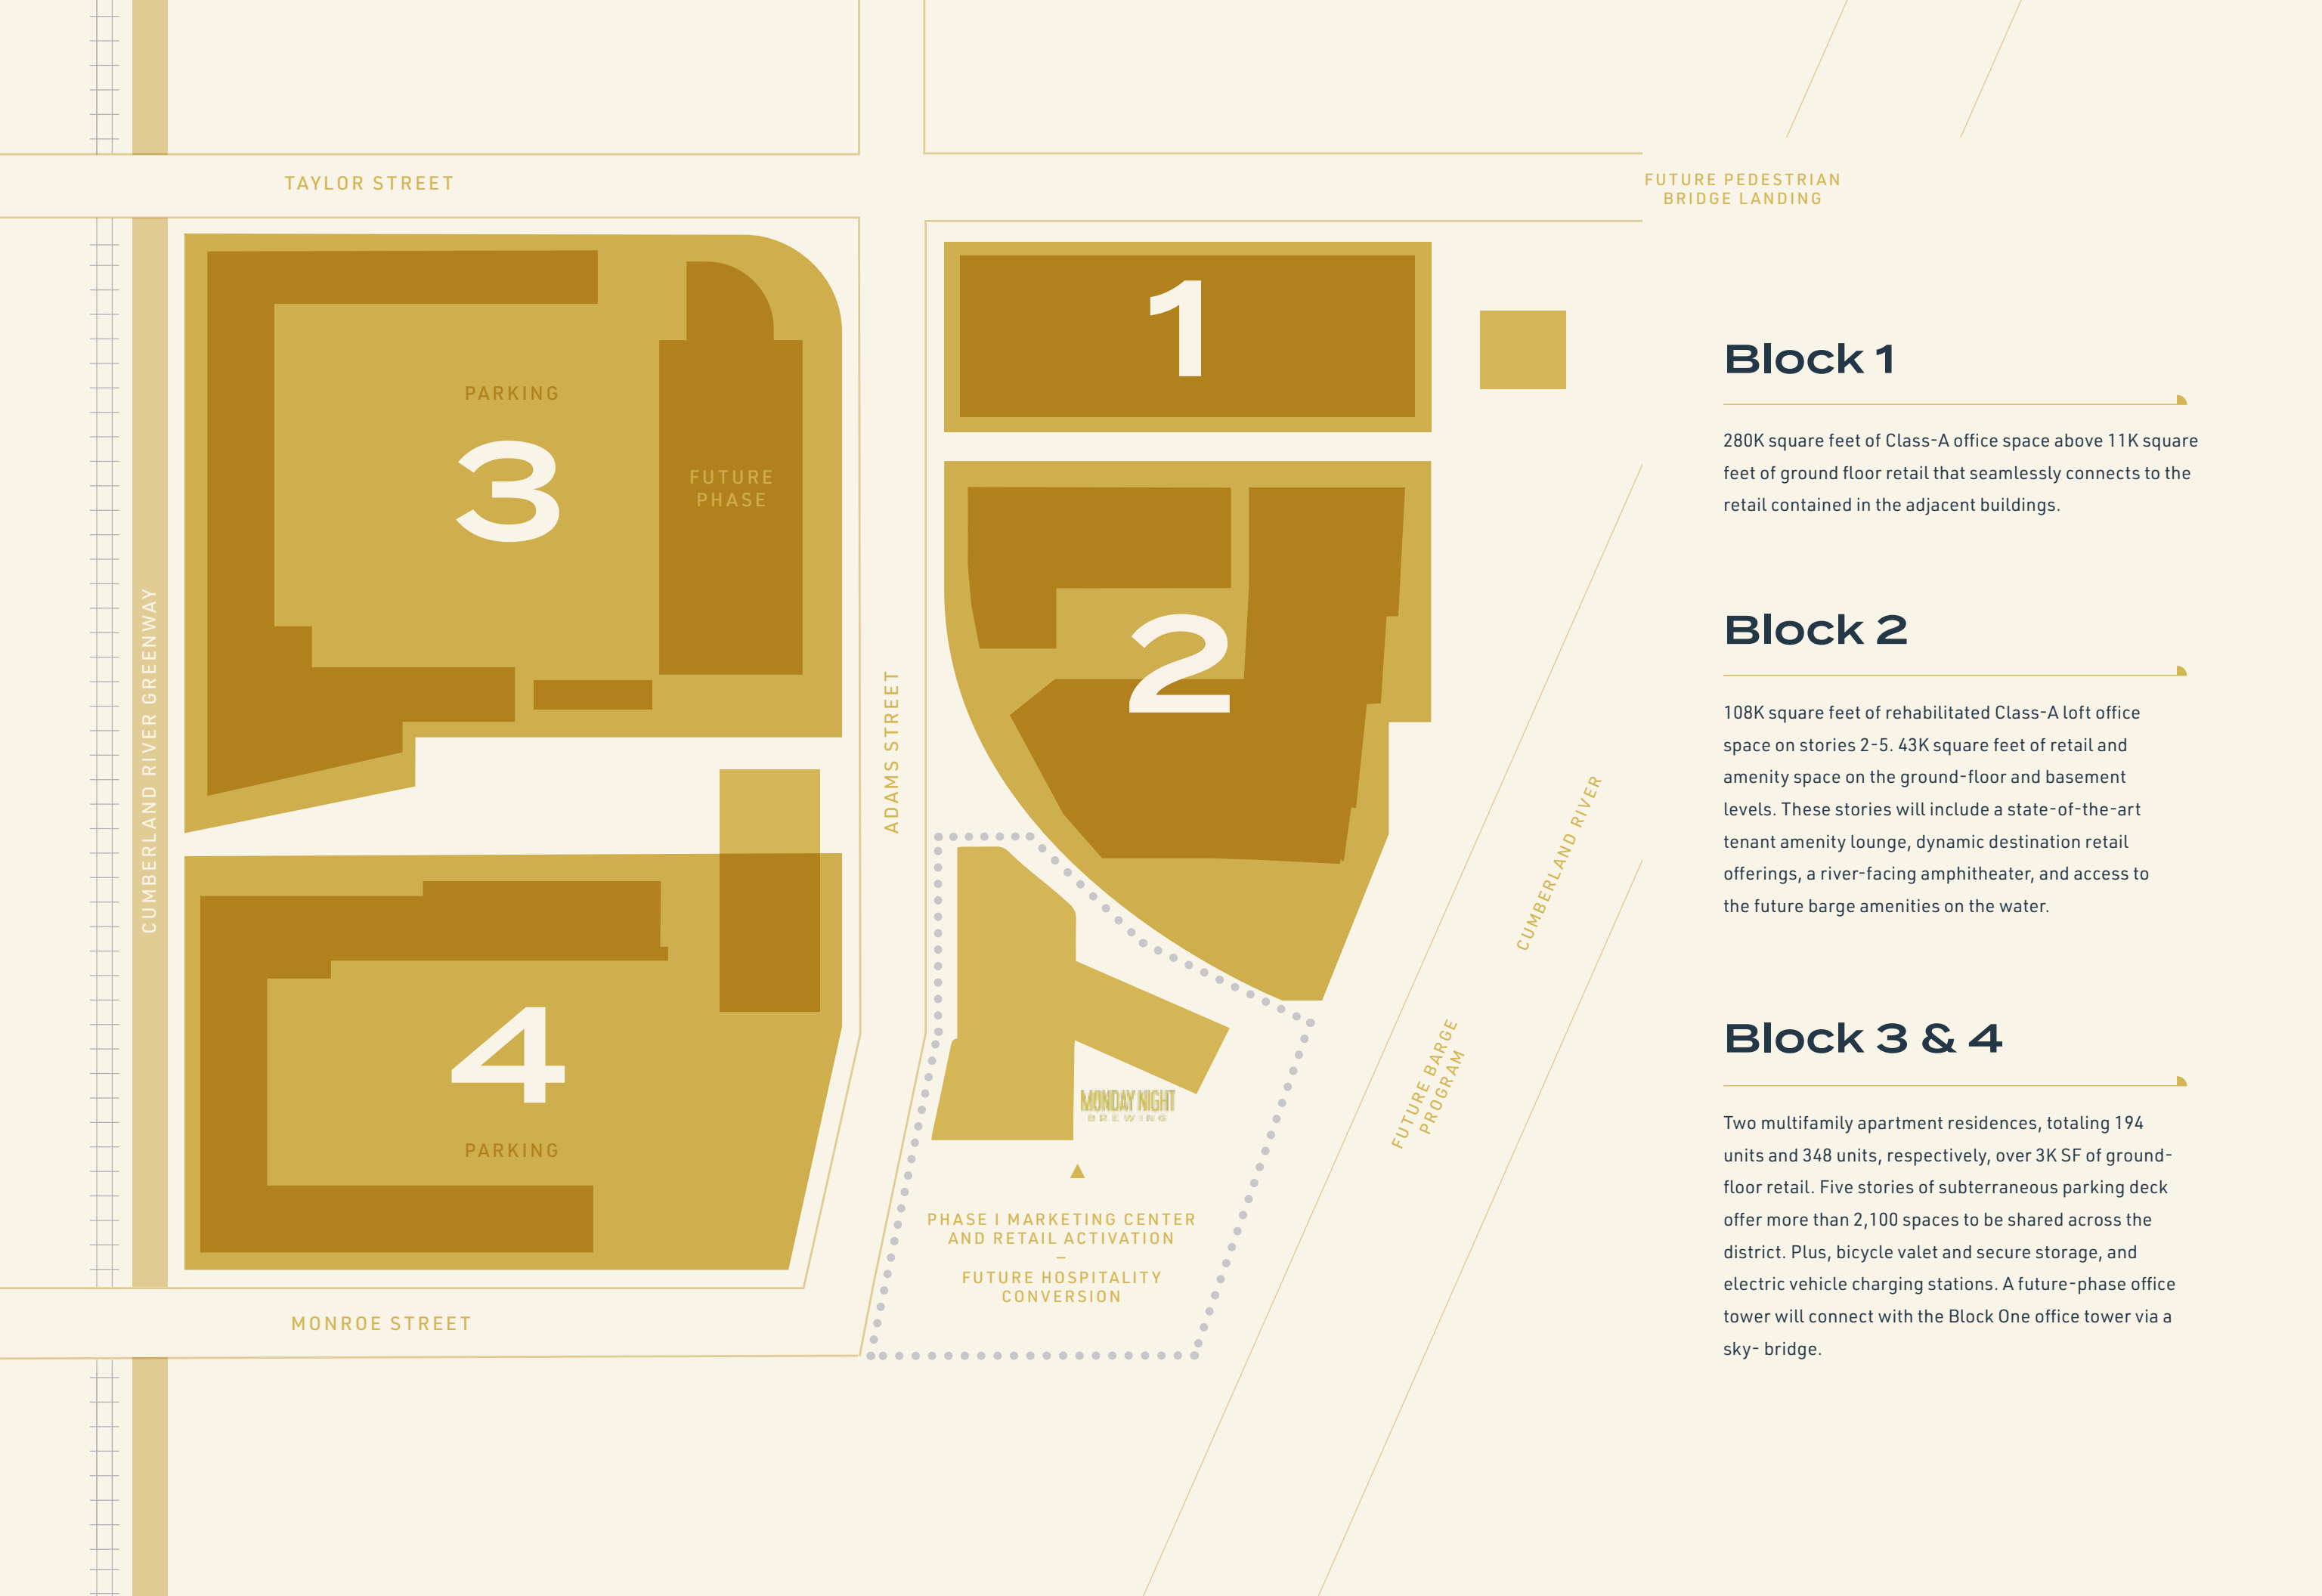 TAYLOR STREET
FUTURE PEDESTRIAN
BRIDGE LANDING
1
PARKING
3
FUTURE
PHASE
2
CUMBERLAND RIVER GREENWAY
ADAMS STREET
CUMBERLAND RIVER
FUTURE BARGE
PROGRAM
4
PARKING
MONDAY NIGHT
BREWING
PHASE I MARKETING CENTER
AND RETAIL ACTIVATION
–
FUTURE HOSPITALITY
CONVERSION
MONROE STREET
Block 1
280K square feet of Class-A office space above 11K square
feet of ground floor retail that seamlessly connects to the
retail contained in the adjacent buildings.
Block 2
108K square feet of rehabilitated Class-A loft office
space on stories 2-5. 43K square feet of retail and
amenity space on the ground-floor and basement
levels. These stories will include a state-of-the-art
tenant amenity lounge, dynamic destination retail
offerings, a river-facing amphitheater, and access to
the future barge amenities on the water.
Block 3 & 4
Two multifamily apartment residences, totaling 194
units and 348 units, respectively, over 3K SF of ground-
floor retail. Five stories of subterraneous parking deck
offer more than 2,100 spaces to be shared across the
district. Plus, bicycle valet and secure storage, and
electric vehicle charging stations. A future-phase office
tower will connect with the Block One office tower via a
sky- bridge.